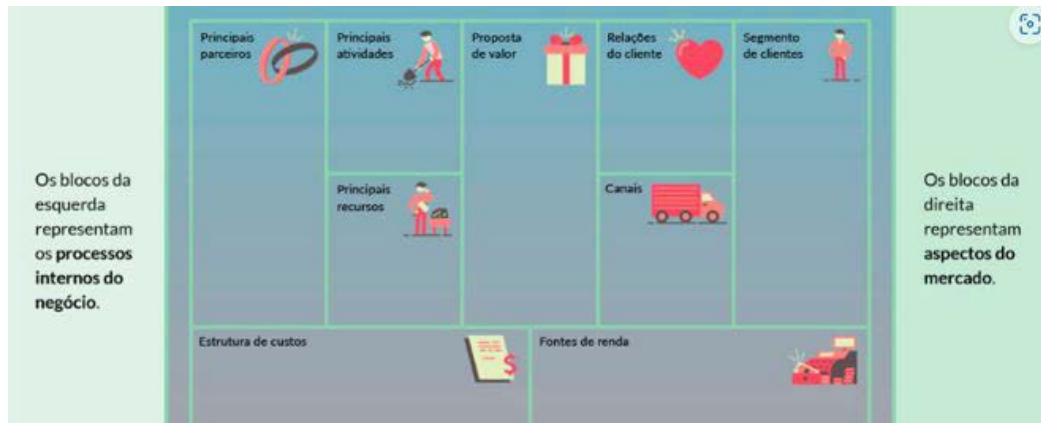 Os blocos da
esquerda
representam
os processos
internos do
negócio.
Principais
parceiros
Principais
atividades
Proposta
de valor
Relações
do cliente
Segmento
de clientes
Principais
recursos
Canais
Estrutura de custos
$
Fontes de renda
Os blocos da
direita
representam
aspectos do
mercado.